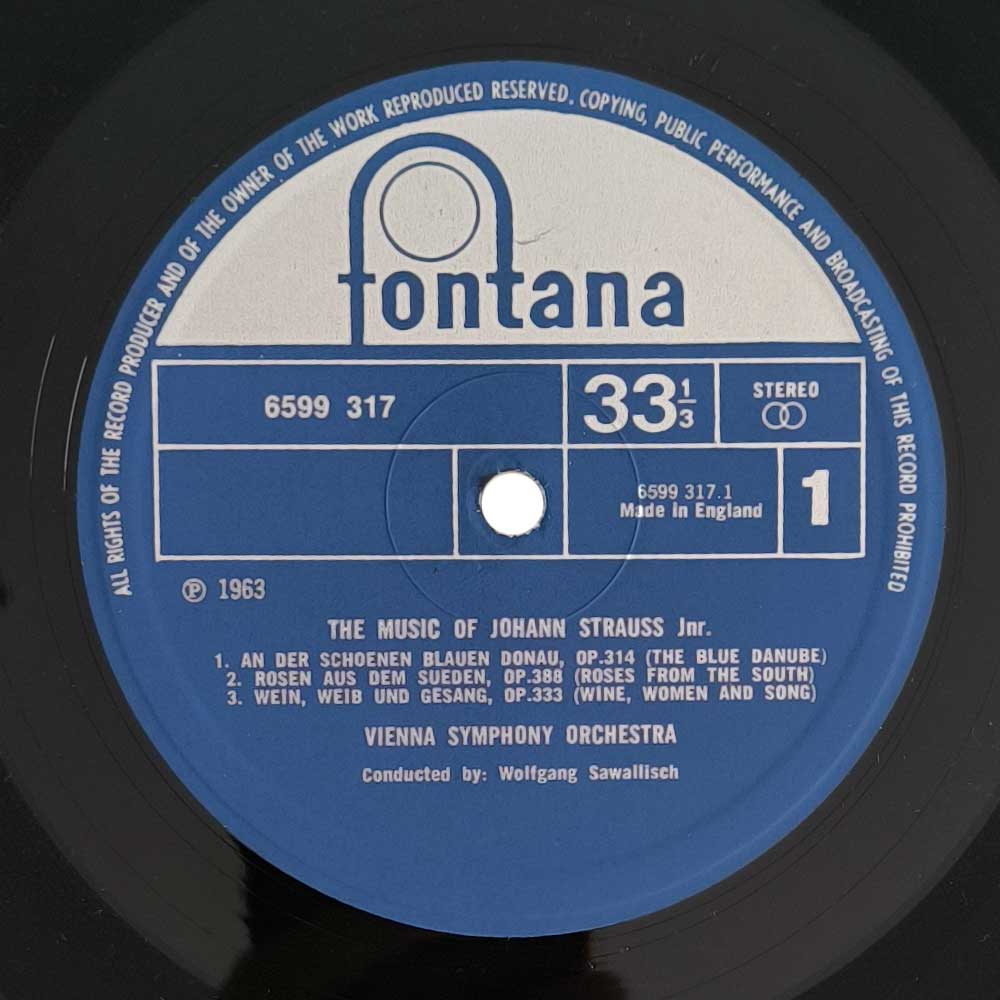 ALL RIGHTS OF THE RECORD PRODUCER AND OF THE OWNER OF THE WORK REPRODUCED RESERVED. COPYING, PUBLIC PERFORMANCE AND BROADCASTING OF THIS RECORD PROHIBITED
fontana
6599 317
33 1/3
STEREO
6599 317.1
Made in England
1
℗ 1963
THE MUSIC OF JOHANN STRAUSS Jnr.
1. AN DER SCHOENEN BLAUEN DONAU, OP.314 (THE BLUE DANUBE)
2. ROSEN AUS DEM SUEDEN, OP.388 (ROSES FROM THE SOUTH)
3. WEIN, WEIB UND GESANG, OP.333 (WINE, WOMEN AND SONG)
VIENNA SYMPHONY ORCHESTRA
Conducted by: Wolfgang Sawallisch